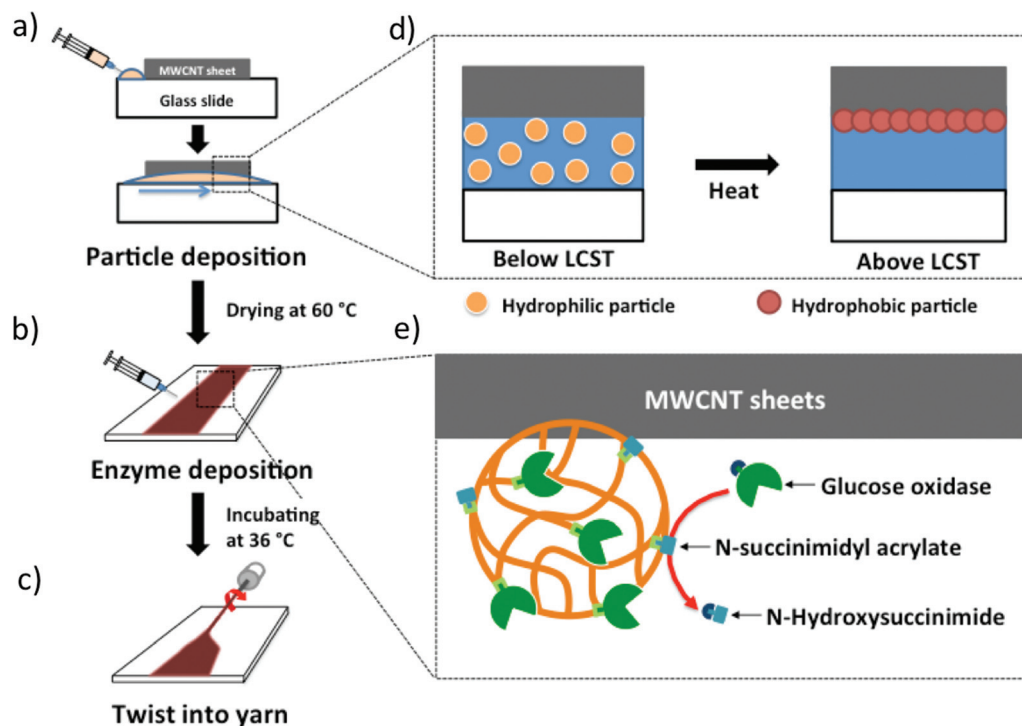 a)
MWCNT sheet
Glass slide
Particle deposition
Drying at 60 °C
b)
Enzyme deposition
Incubating
at 36 °C
c)
Twist into yarn
d)
Heat
Below LCST
Above LCST
Hydrophilic particle
Hydrophobic particle
e)
MWCNT sheets
Glucose oxidase
N-succinimidyl acrylate
N-Hydroxysuccinimide